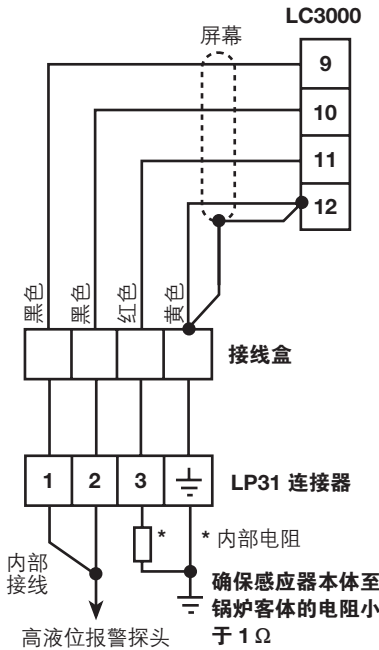 LC3000
屏幕
9
10
11
12
黑色
黑色
红色
黄色
接线盒
1
2
3
LP31 连接器
*
* 内部电阻
内部
接线
确保感应器本体至
锅炉客体的电阻小
于 1 Ω
高液位报警探头